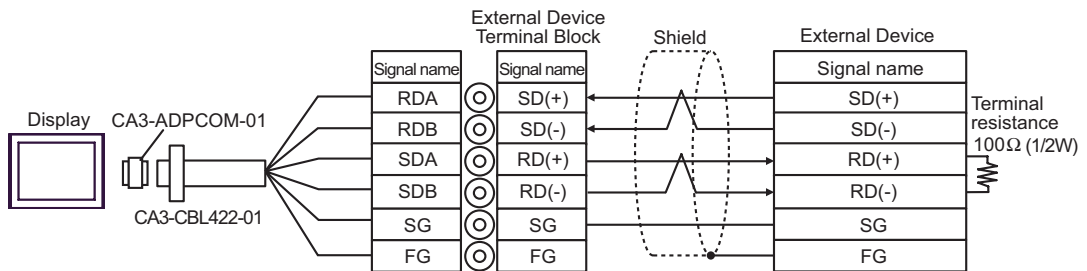 External Device
Terminal Block
Shield
External Device
Signal name
Signal name
Signal name
RDA
SD(+)
SD(+)
Display
CA3-ADPCOM-01
RDB
SD(-)
SD(-)
Terminal
resistance
100Ω (1/2W)
SDA
RD(+)
RD(+)
SDB
RD(-)
RD(-)
CA3-CBL422-01
SG
SG
SG
FG
FG
FG